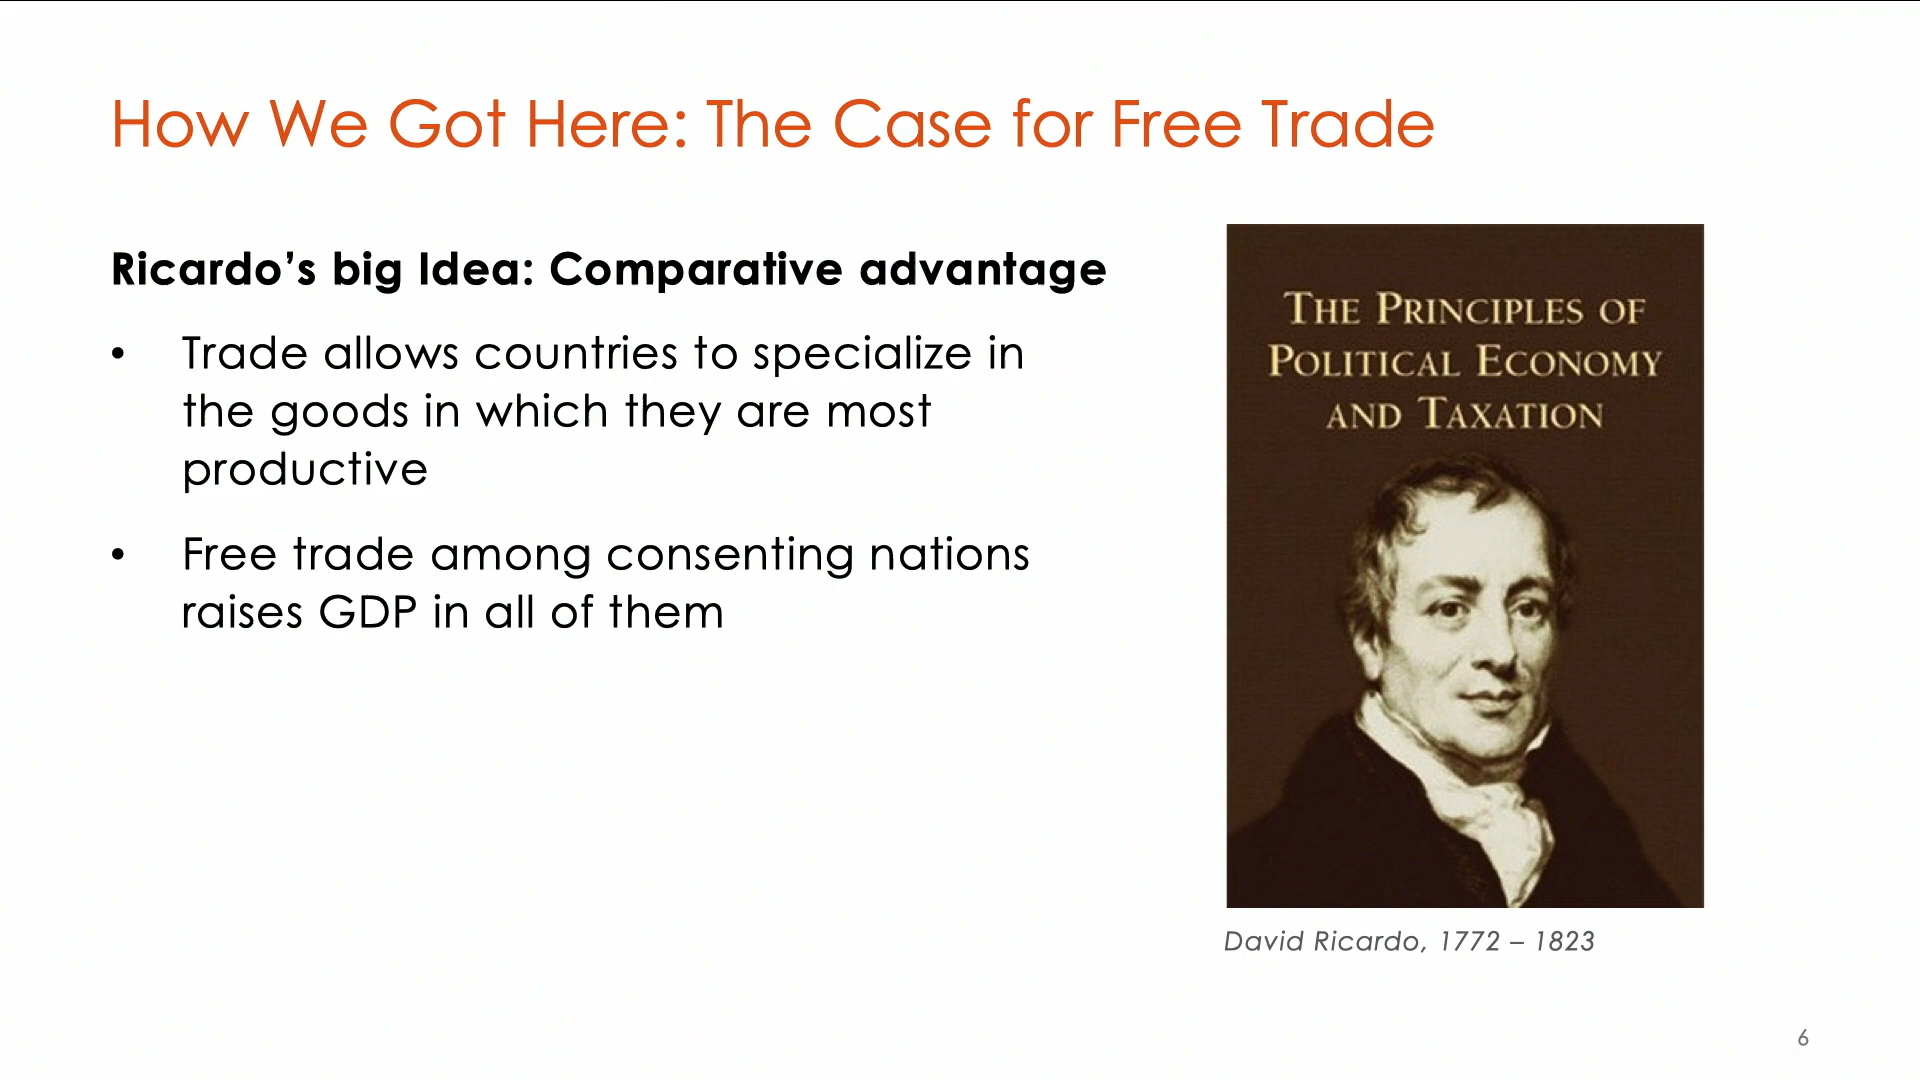 How We Got Here: The Case for Free Trade
Ricardo’s big Idea: Comparative advantage
• Trade allows countries to specialize in
the goods in which they are most
productive
• Free trade among consenting nations
raises GDP in all of them
THE PRINCIPLES OF
POLITICAL ECONOMY
AND TAXATION
David Ricardo, 1772 – 1823
6